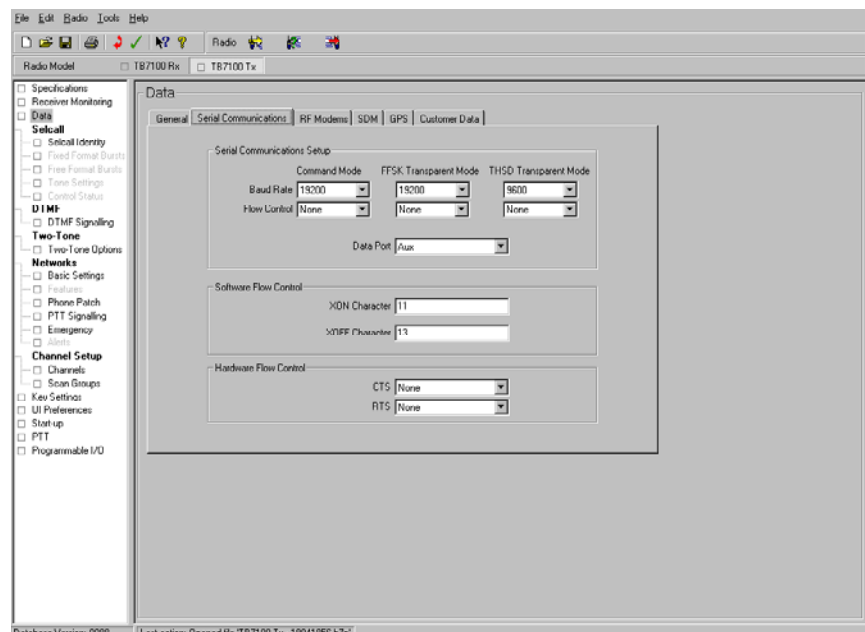 File Edit Radio Tools Help
Radio
Radio Model TB7100 Rx TB7100 Tx
Specifications
Receiver Monitoring
Data
Selcall
Selcall Identity
Fixed Format Bursts
Free Format Bursts
Tone Settings
Control Status
DTMF
DTMF Signalling
Two-Tone
Two-Tone Options
Networks
Basic Settings
Features
Phone Patch
PTT Signalling
Emergency
Alerts
Channel Setup
Channels
Scan Groups
Key Settings
UI Preferences
Start-up
PTT
Programmable I/O
Data
General Serial Communications RF Modems SDM GPS Customer Data
Serial Communications Setup
Command Mode FFSK Transparent Mode THSD Transparent Mode
Baud Rate 19200 19200 9600
Flow Control None None None
Data Port Aux
Software Flow Control
XON Character 11
XOFF Character 13
Hardware Flow Control
CTS None
RTS None